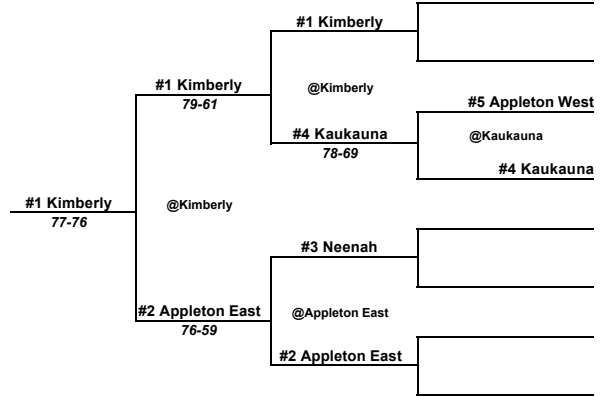 #1 Kimberly
#1 Kimberly
79-61
@Kimberly
#5 Appleton West
#4 Kaukauna
78-69
@Kaukauna
#4 Kaukauna
#1 Kimberly
77-76
@Kimberly
#3 Neenah
#2 Appleton East
76-59
@Appleton East
#2 Appleton East